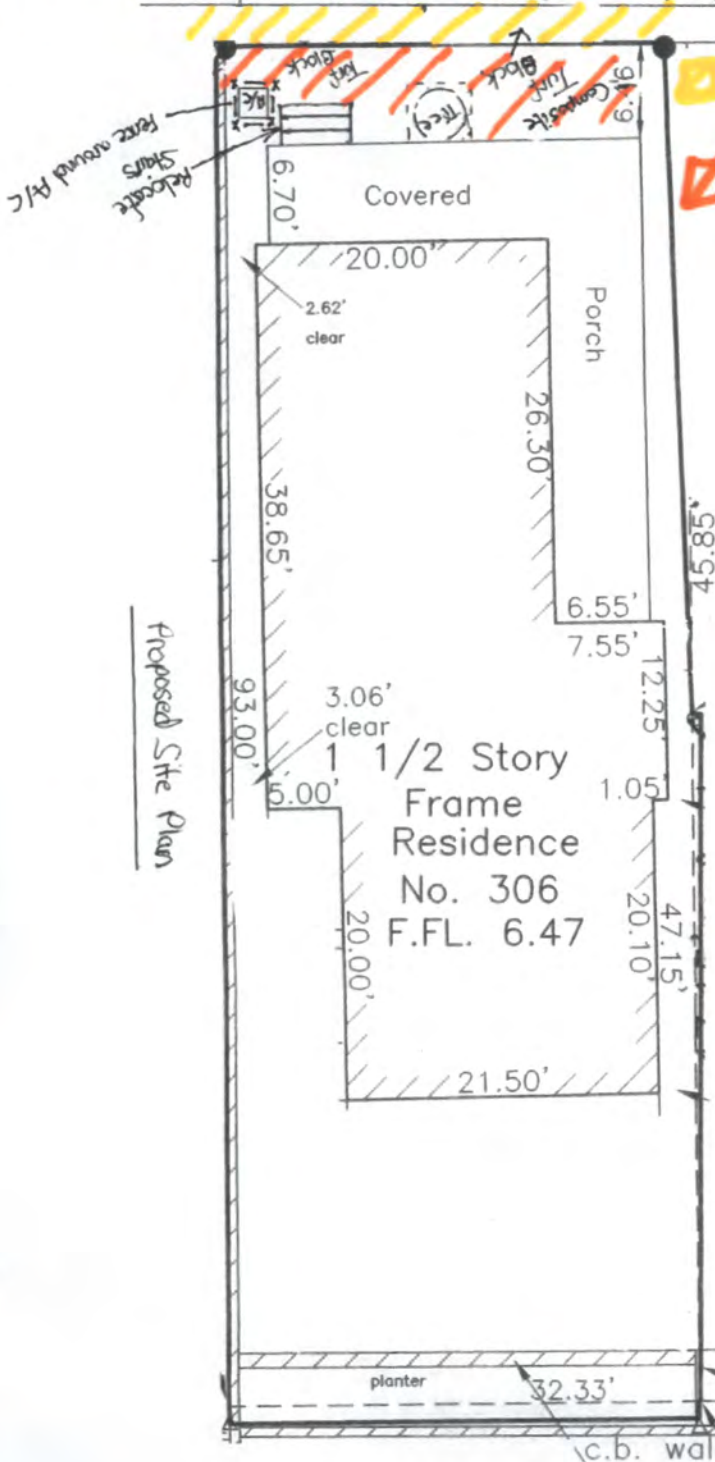 Turf
Block
Turf
Block
Composite
6.46
A/C
Tree
Fence around A/C
Relocate
Stairs
6.70'
Covered
20.00'
Porch
2.62'
clear
26.30'
38.65'
45.85'
6.55'
7.55'
12.25'
Proposed Site Plan
93.00'
3.06'
clear
5.00'
1 1/2 Story
1.05'
Frame
Residence
No. 306
F.FL. 6.47
20.00'
20.10'
47.15'
21.50'
planter
32.33'
c.b. wal